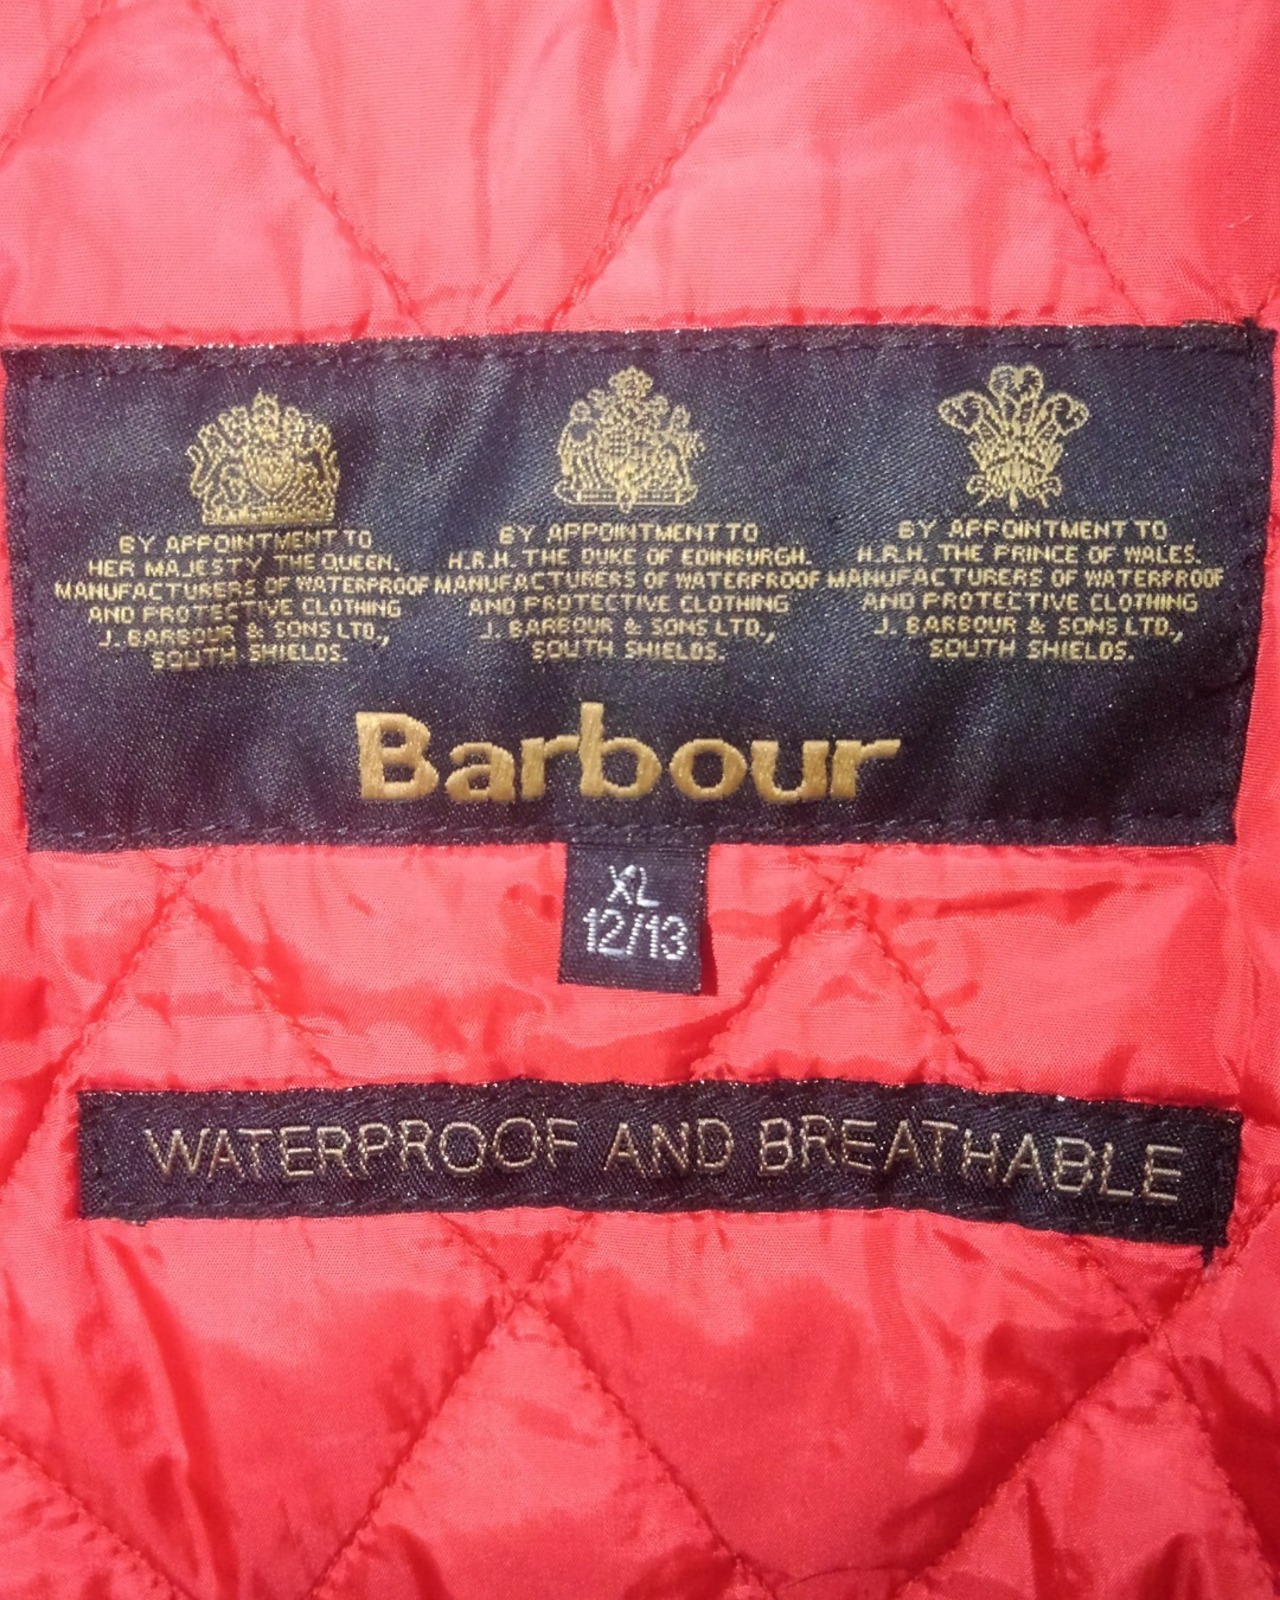 BY APPOINTMENT TO
HER MAJESTY THE QUEEN.
MANUFACTURERS OF WATERPROOF
AND PROTECTIVE CLOTHING
J. BARBOUR & SONS LTD.,
SOUTH SHIELDS.
BY APPOINTMENT TO
H.R.H. THE DUKE OF EDINBURGH.
MANUFACTURERS OF WATERPROOF
AND PROTECTIVE CLOTHING
J. BARBOUR & SONS LTD.,
SOUTH SHIELDS.
BY APPOINTMENT TO
H.R.H. THE PRINCE OF WALES.
MANUFACTURERS OF WATERPROOF
AND PROTECTIVE CLOTHING
J. BARBOUR & SONS LTD.,
SOUTH SHIELDS.
Barbour
XL
12/13
WATERPROOF AND BREATHABLE